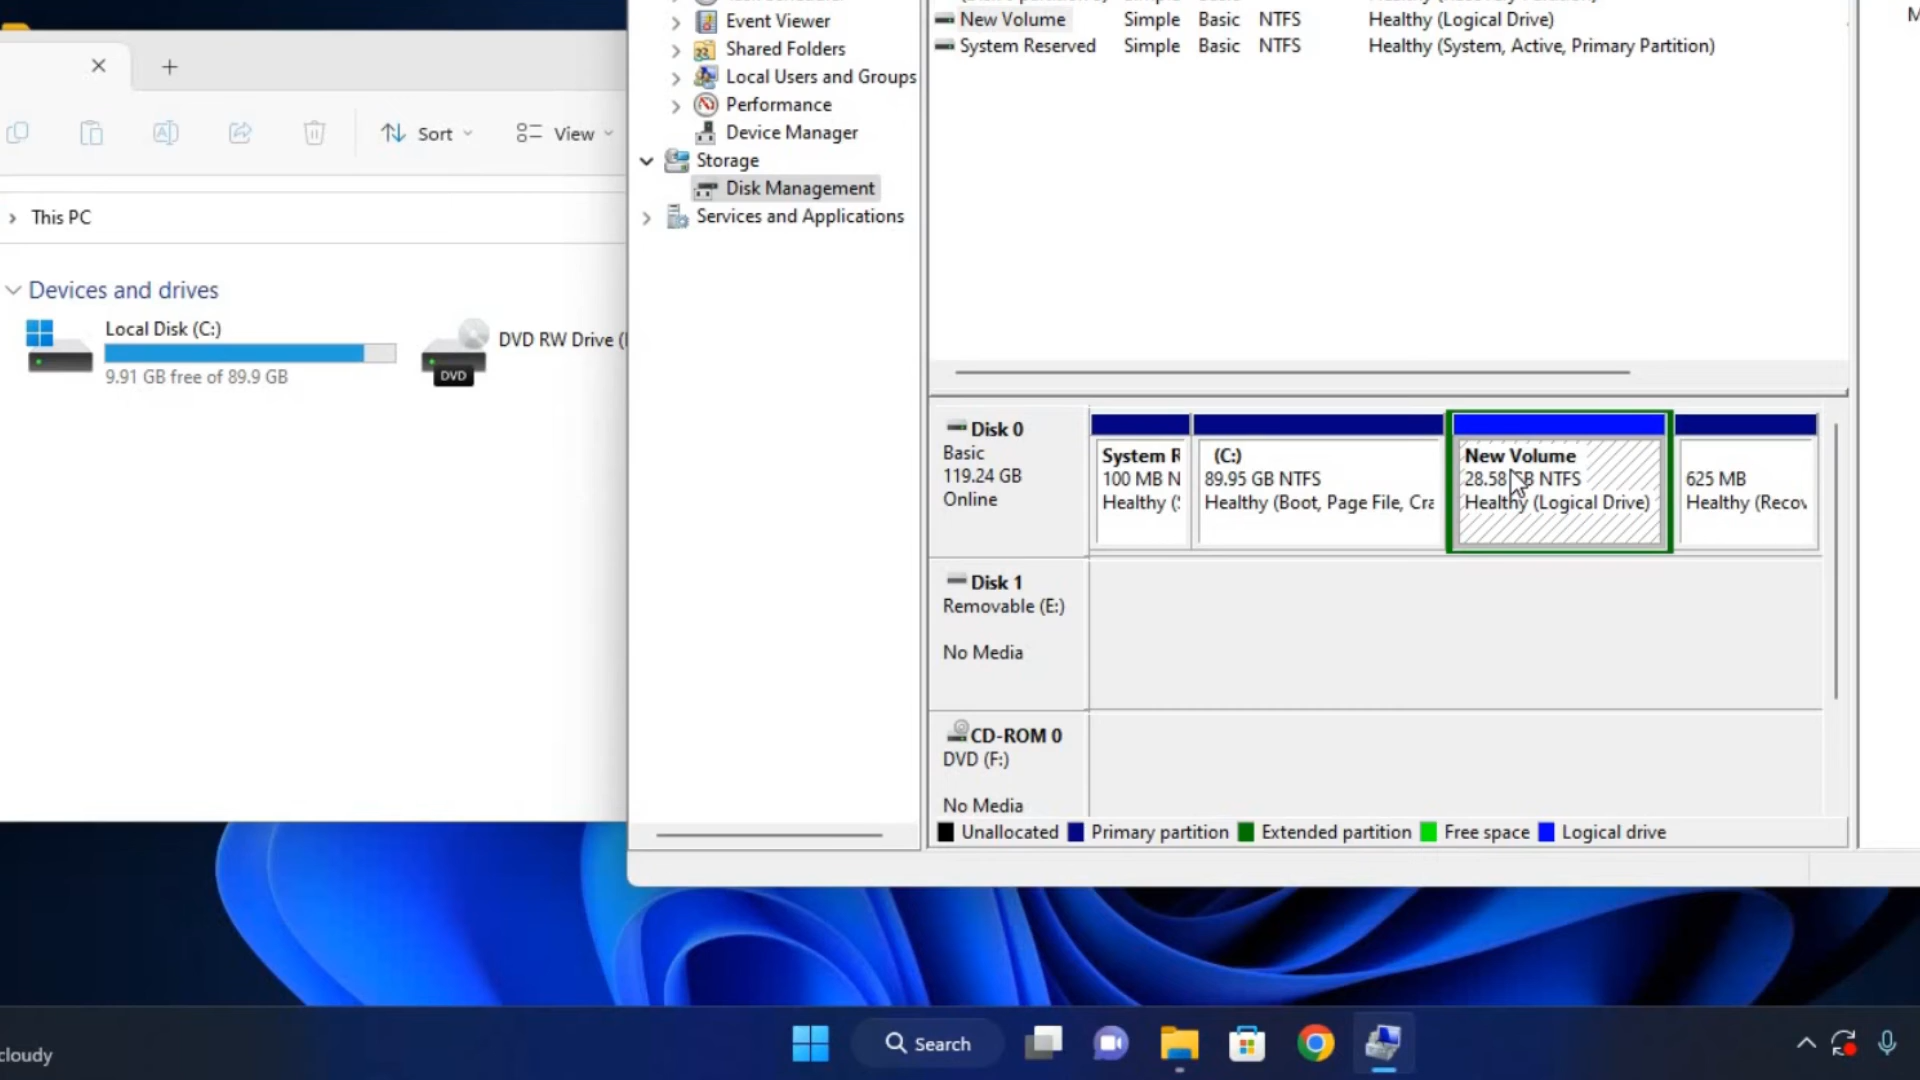 Sort
View
This PC
Devices and drives
Local Disk (C:)
9.91 GB free of 89.9 GB
DVD RW Drive (
DVD
Event Viewer
Shared Folders
Local Users and Groups
Performance
Device Manager
Storage
Disk Management
Services and Applications
New Volume Simple Basic NTFS Healthy (Logical Drive)
System Reserved Simple Basic NTFS Healthy (System, Active, Primary Partition)
Disk 0
Basic
119.24 GB
Online
System R
100 MB N
Healthy (
(C:)
89.95 GB NTFS
Healthy (Boot, Page File, Cra
New Volume
28.58 GB NTFS
Healthy (Logical Drive)
625 MB
Healthy (Recov
Disk 1
Removable (E:)
No Media
CD-ROM 0
DVD (F:)
No Media
Unallocated Primary partition Extended partition Free space Logical drive
cloudy
Search